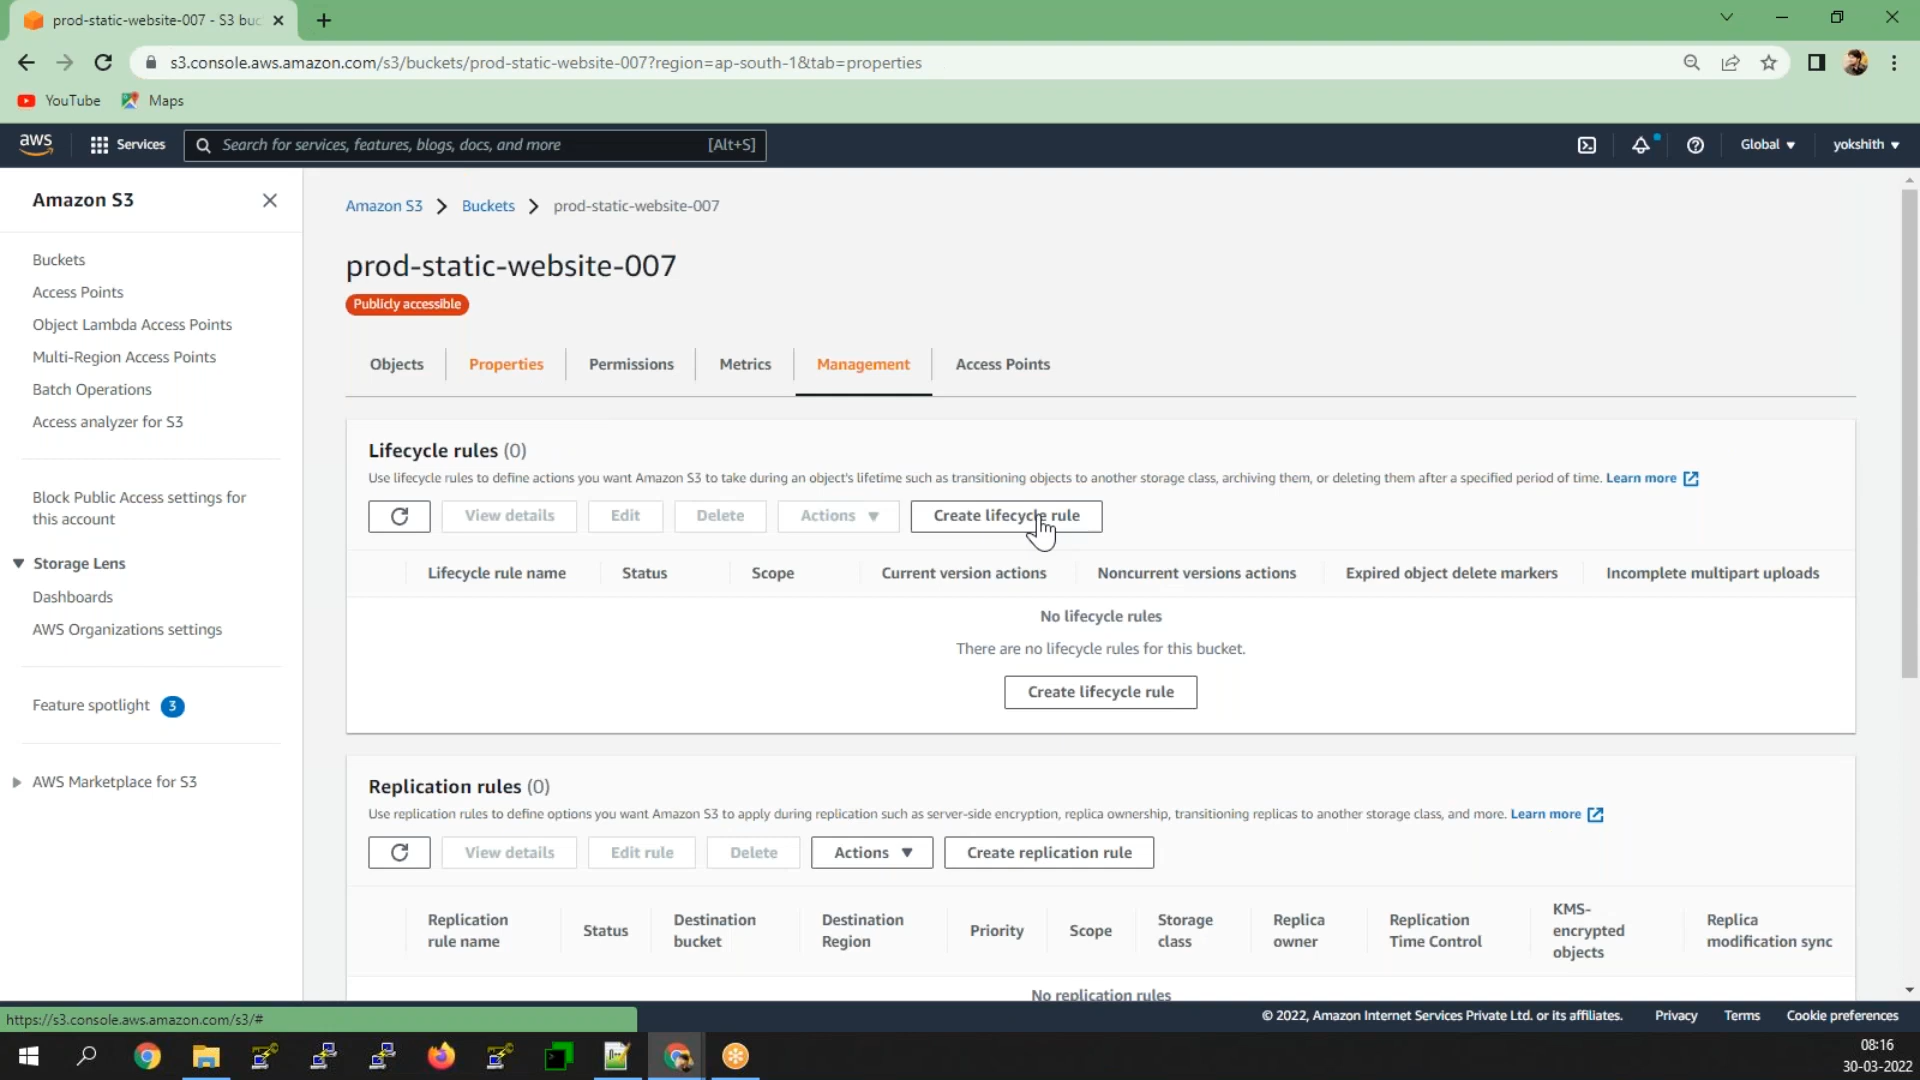 prod-static-website-007 - S3 buc
s3.console.aws.amazon.com/s3/buckets/prod-static-website-007?region=ap-south-1&tab=properties
YouTube Maps
aws Services Search for services, features, blogs, docs, and more [Alt+S] Global ▼ yokshith ▼
Amazon S3
Buckets
Access Points
Object Lambda Access Points
Multi-Region Access Points
Batch Operations
Access analyzer for S3
Block Public Access settings for
this account
Storage Lens
Dashboards
AWS Organizations settings
Feature spotlight 3
AWS Marketplace for S3
Amazon S3 > Buckets > prod-static-website-007
prod-static-website-007
Publicly accessible
Objects Properties Permissions Metrics Management Access Points
Lifecycle rules (0)
Use lifecycle rules to define actions you want Amazon S3 to take during an object's lifetime such as transitioning objects to another storage class, archiving them, or deleting them after a specified period of time. Learn more
View details Edit Delete Actions ▼ Create lifecycle rule
Lifecycle rule name Status Scope Current version actions Noncurrent versions actions Expired object delete markers Incomplete multipart uploads
No lifecycle rules
There are no lifecycle rules for this bucket.
Create lifecycle rule
Replication rules (0)
Use replication rules to define options you want Amazon S3 to apply during replication such as server-side encryption, replica ownership, transitioning replicas to another storage class, and more. Learn more
View details Edit rule Delete Actions ▼ Create replication rule
Replication rule name Status Destination bucket Destination Region Priority Scope Storage class Replica owner Replication Time Control KMS-encrypted objects Replica modification sync
No replication rules
https://s3.console.aws.amazon.com/s3/#
© 2022, Amazon Internet Services Private Ltd. or its affiliates. Privacy Terms Cookie preferences
08:16
30-03-2022